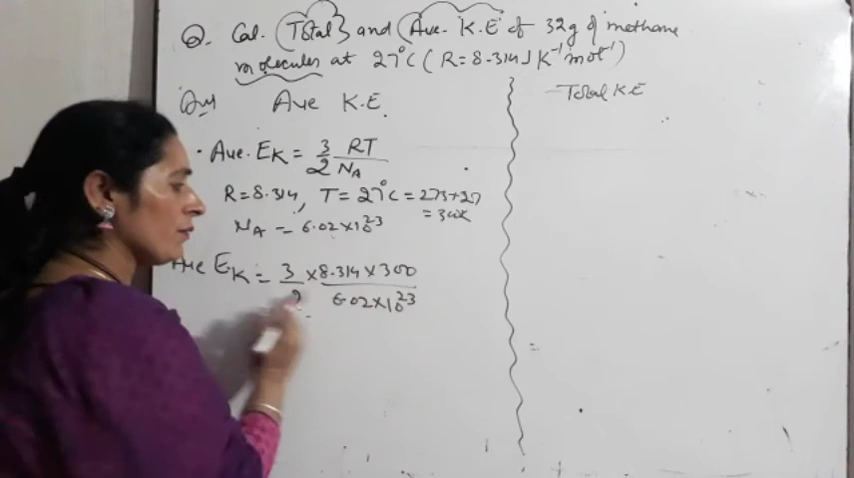 Q. Cal. (Total) and (Ave. K.E of 32g of methane
molecules at 27°C (R=8.314J K⁻¹ mol⁻¹)
Ans Ave K.E.
• Ave. EK = 3/2 RT/NA
R=8.314, T = 27°C = 273+27
= 300K
NA = 6.02×10²³
Ave EK = 3/2 × 8.314×300/6.02×10²³
Total K.E